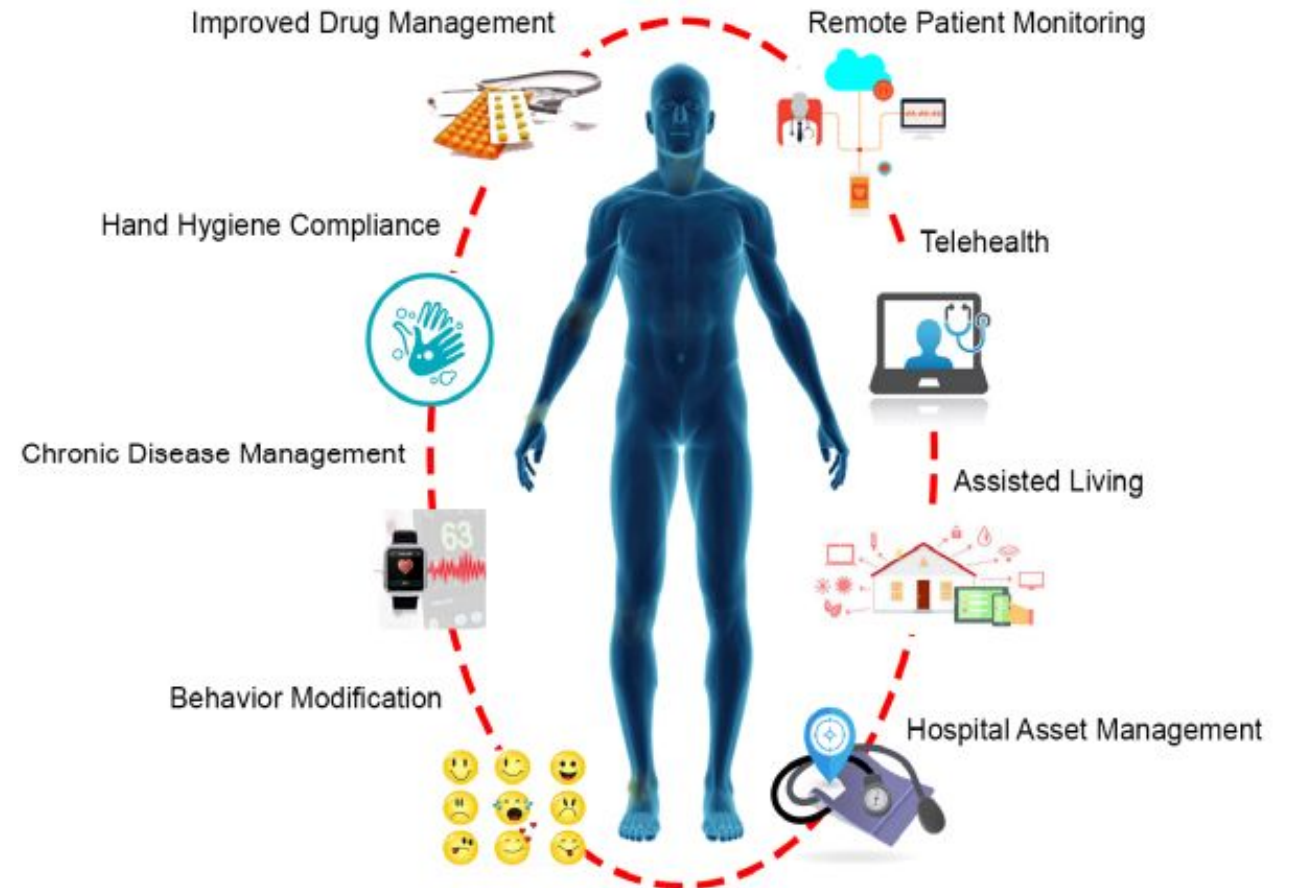 Improved Drug Management
Remote Patient Monitoring
Hand Hygiene Compliance
Telehealth
Chronic Disease Management
Assisted Living
63
Behavior Modification
Hospital Asset Management